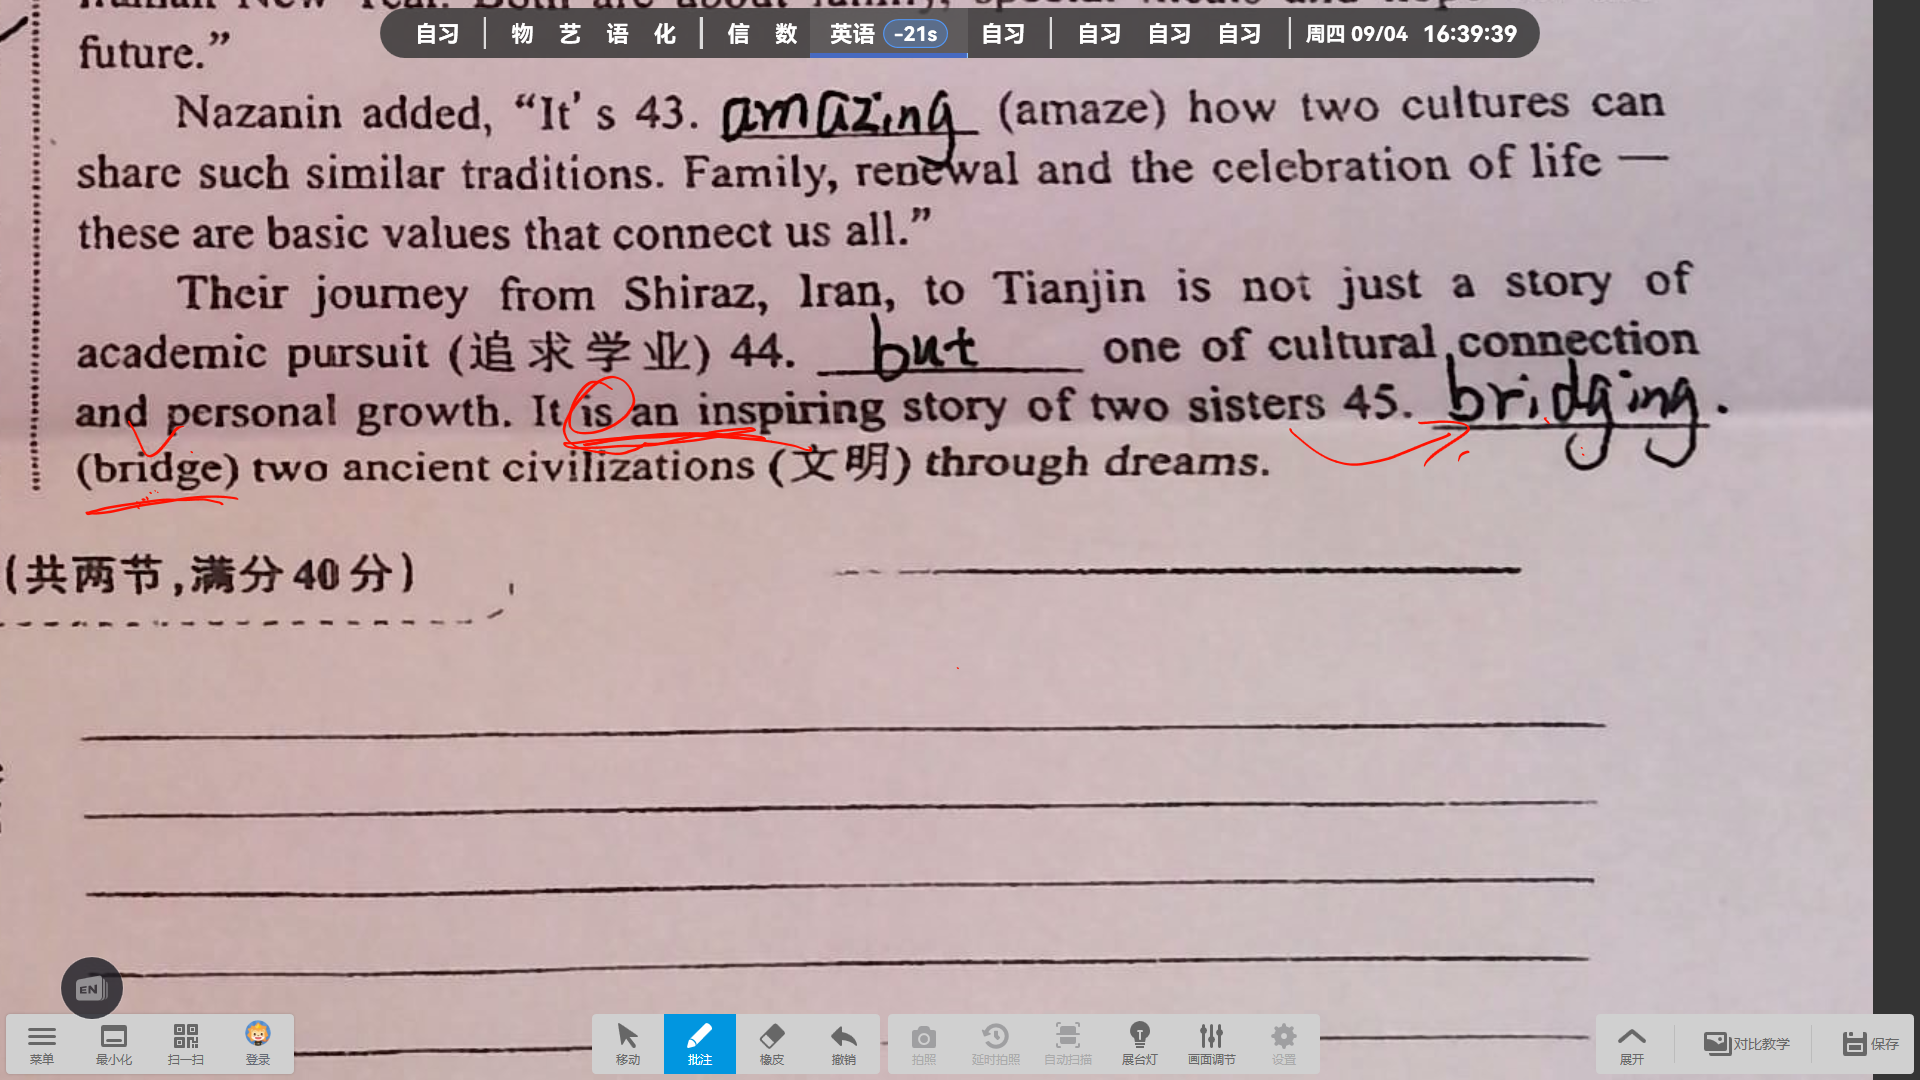 自习 | 物 艺 语 化 | 信 数 英语 -21s 自习 | 自习 自习 自习 | 周四 09/04 16:39:39
future.”
Nazanin added, “It’s 43. amazing (amaze) how two cultures can
share such similar traditions. Family, renewal and the celebration of life —
these are basic values that connect us all.”
Their journey from Shiraz, Iran, to Tianjin is not just a story of
academic pursuit (追求学业) 44. but one of cultural connection
and personal growth. It is an inspiring story of two sisters 45. bridging.
(bridge) two ancient civilizations (文明) through dreams.
(共两节,满分40分)
EN
菜单 最小化 扫一扫 登录 移动 批注 橡皮 撤销 拍照 延时拍照 自动扫描 展台灯 画面调节 设置 展开 对比教学 保存